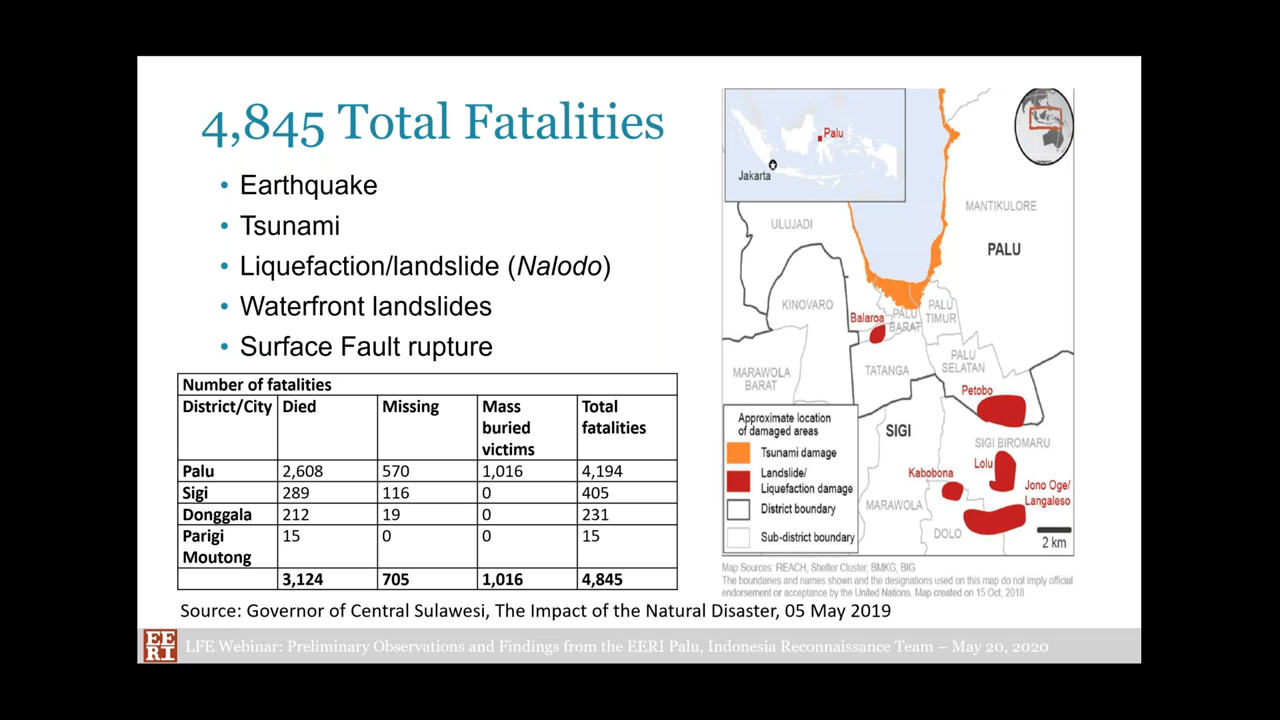 4,845 Total Fatalities
• Earthquake
• Tsunami
• Liquefaction/landslide (Nalodo)
• Waterfront landslides
• Surface Fault rupture
Number of fatalities
District/City Died Missing Mass buried victims Total fatalities
Palu 2,608 570 1,016 4,194
Sigi 289 116 0 405
Donggala 212 19 0 231
Parigi Moutong 15 0 0 15
3,124 705 1,016 4,845
Source: Governor of Central Sulawesi, The Impact of the Natural Disaster, 05 May 2019
Palu
Jakarta
MANTIKULORE
ULUJADI
PALU
KINOVARO
PALU TIMUR
Balaroa
PALU BARAT
PALU SELATAN
MARAWOLA BARAT
TATANGA
Petobo
SIGI
SIGI BIROMARU
Lolu
Kabobona
Jono Oge/
Langaleso
MARAWOLA
DOLO
2 km
Approximate location
of damaged areas
Tsunami damage
Landslide/
Liquefaction damage
District boundary
Sub-district boundary
Map Sources: REACH, Shelter Cluster, BMKG, BIG
The boundaries and names shown and the designations used on this map do not imply official
endorsement or acceptance by the United Nations. Map created on 15 Oct, 2018
EE
RI
LFE Webinar: Preliminary Observations and Findings from the EERI Palu, Indonesia Reconnaissance Team – May 20, 2020